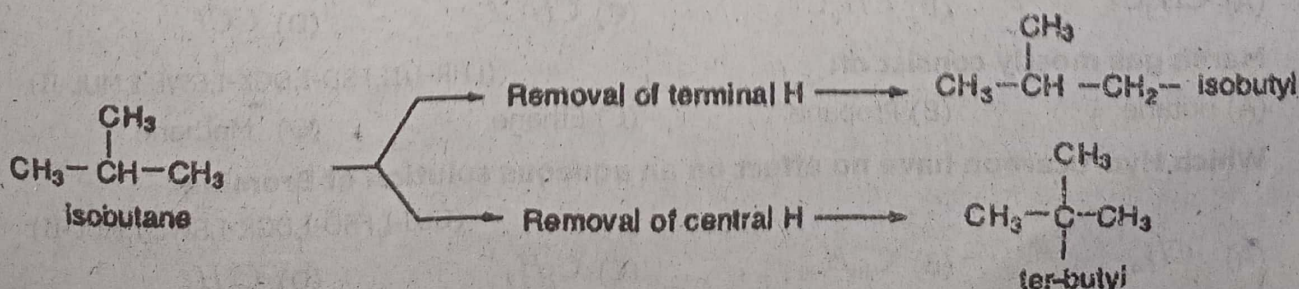 CH₃
Removal of terminal H
CH₃-CH-CH₂- isobutyl
CH₃
CH₃-CH-CH₃
isobutane
CH₃
Removal of central H
CH₃-C-CH₃
ter-butyl